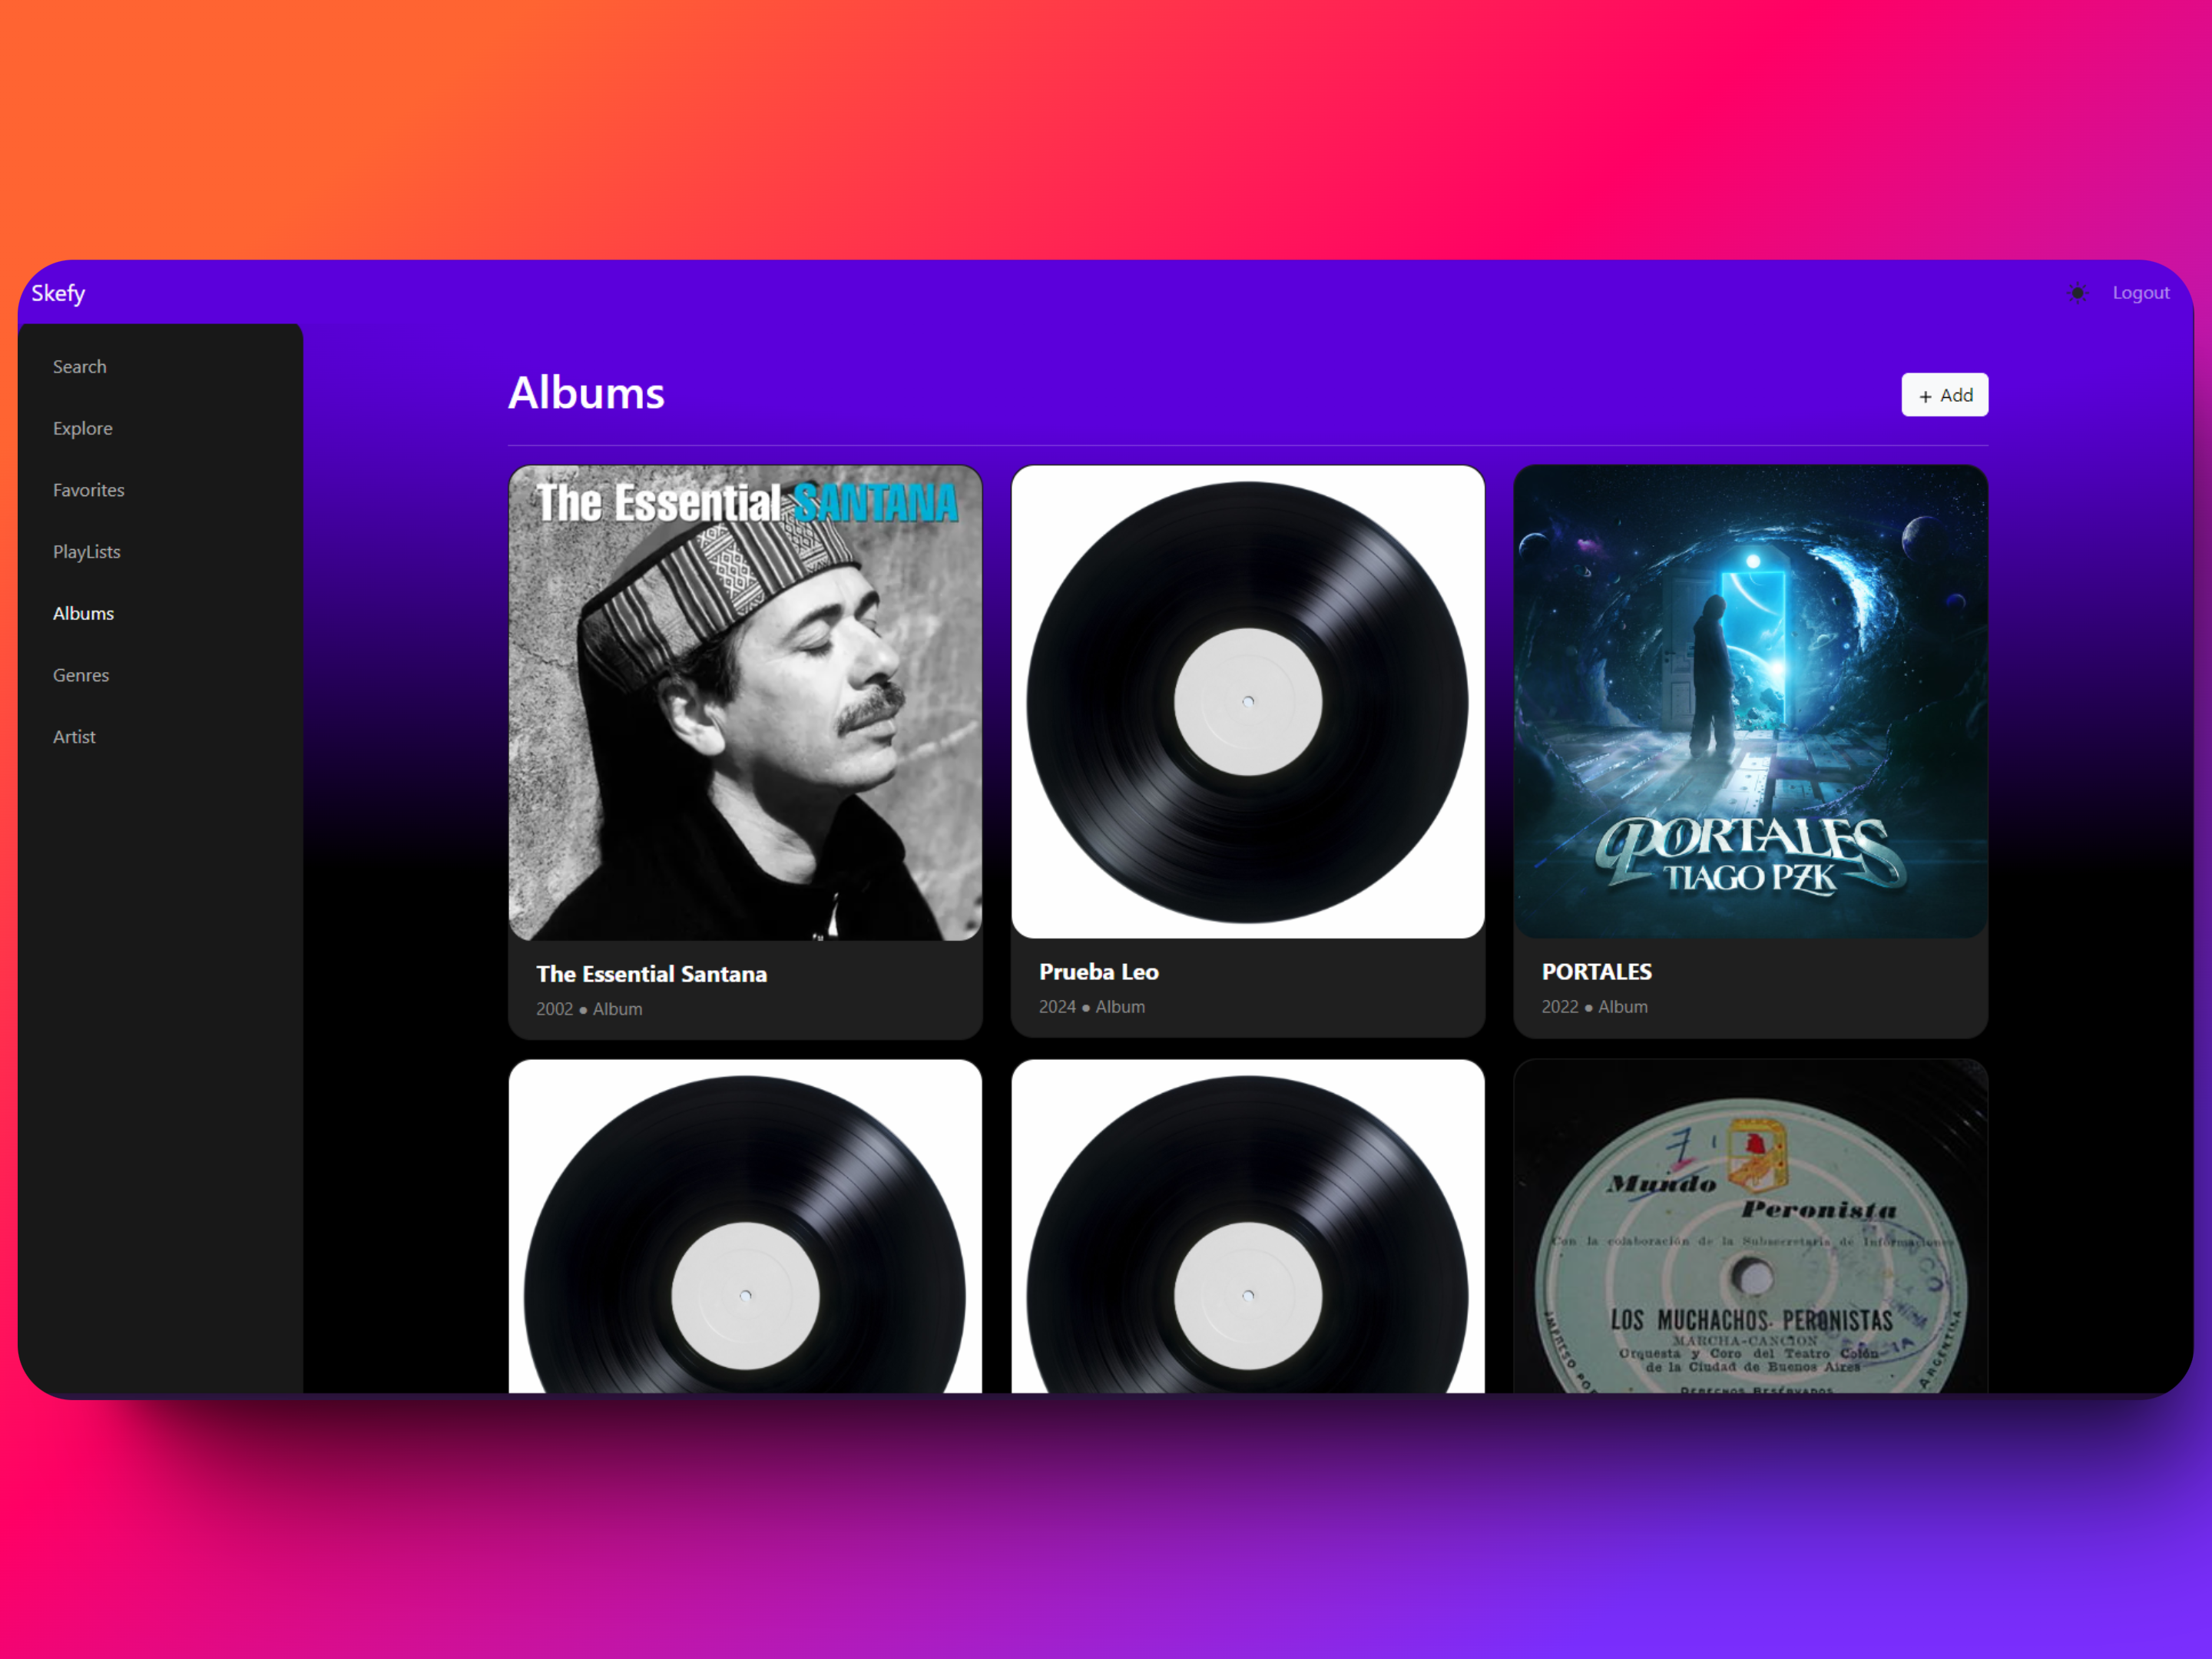 Skefy
Logout
Search
Explore
Favorites
PlayLists
Albums
Genres
Artist
Albums
+ Add
The Essential SANTANA
PORTALES
TIAGO PZK
The Essential Santana
2002 ● Album
Prueba Leo
2024 ● Album
PORTALES
2022 ● Album
7
Mundo
Peronista
Con la colaboración de la Subsecretaría de Informaciones
LOS MUCHACHOS PERONISTAS
MARCHA-CANCION
Orquesta y Coro del Teatro Colón
de la Ciudad de Buenos Aires
DERECHOS RESERVADOS
IMPRESO POR
ARGENTINA